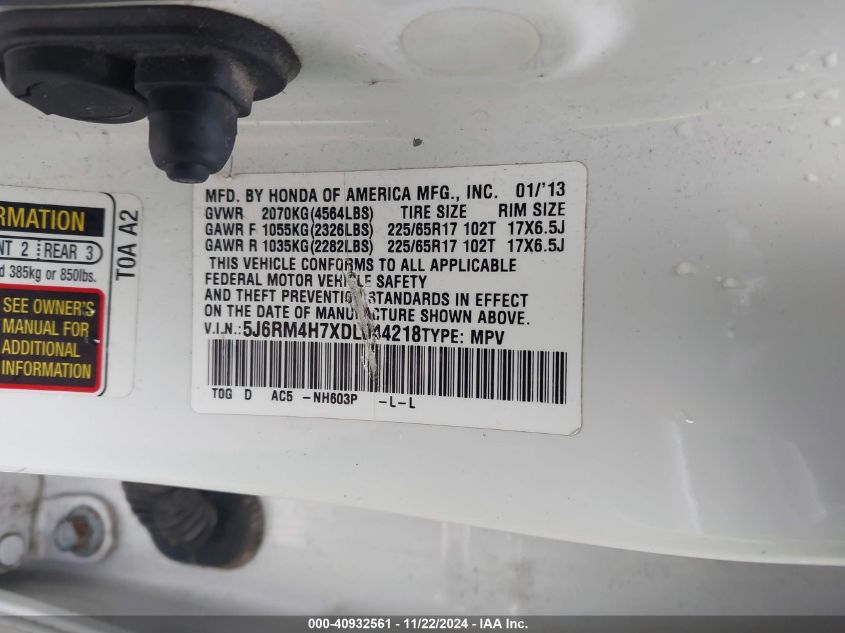 MFD. BY HONDA OF AMERICA MFG., INC. 01/'13
GVWR 2070KG(4564LBS) TIRE SIZE RIM SIZE
GAWR F 1055KG(2326LBS) 225/65R17 102T 17X6.5J
GAWR R 1035KG(2282LBS) 225/65R17 102T 17X6.5J
THIS VEHICLE CONFORMS TO ALL APPLICABLE
FEDERAL MOTOR VEHICLE SAFETY
AND THEFT PREVENTION STANDARDS IN EFFECT
ON THE DATE OF MANUFACTURE SHOWN ABOVE.
V.I.N.: TYPE: MPV
TOG D AC5 -NH603P -L-L
RMATION
NT 2 REAR 3
d 385kg or 850lbs.
SEE OWNER'S
MANUAL FOR
ADDITIONAL
INFORMATION
TOA A2
000-40932561 - 11/22/2024 - IAA Inc.